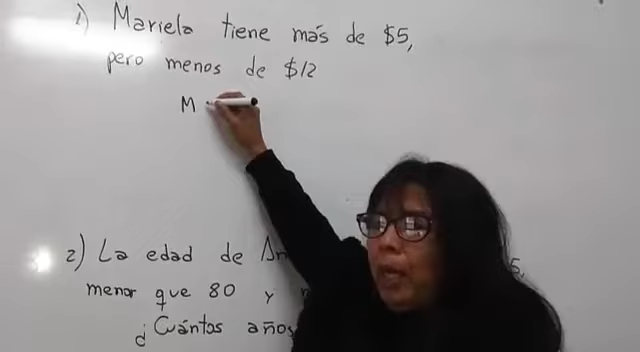 1) Mariela tiene más de $5,
pero menos de $12
M
2) La edad de
menor que 80 y
¿Cuántos años